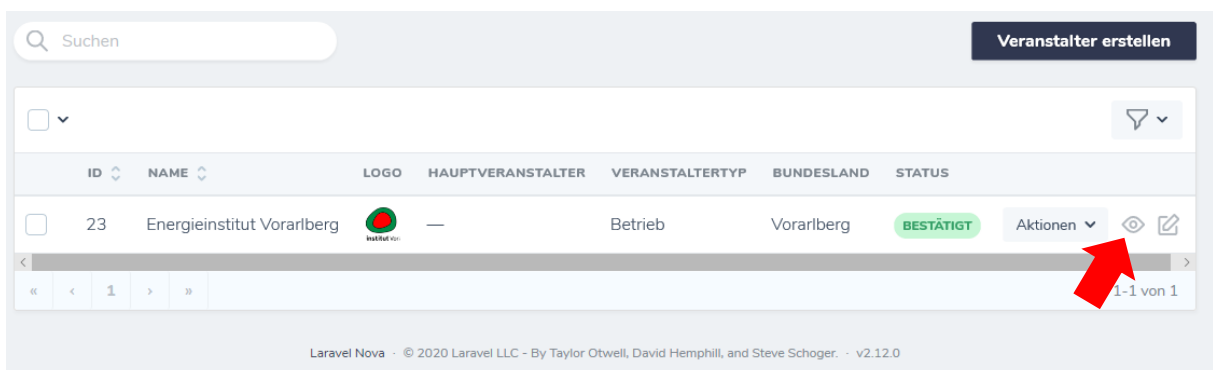 Suchen
Veranstalter erstellen
ID NAME LOGO HAUPTVERANSTALTER VERANSTALTERTYP BUNDESLAND STATUS
23 Energieinstitut Vorarlberg — Betrieb Vorarlberg BESTÄTIGT Aktionen
institut Vor
« ‹ 1 › » 1-1 von 1
Laravel Nova · © 2020 Laravel LLC - By Taylor Otwell, David Hemphill, and Steve Schoger. · v2.12.0